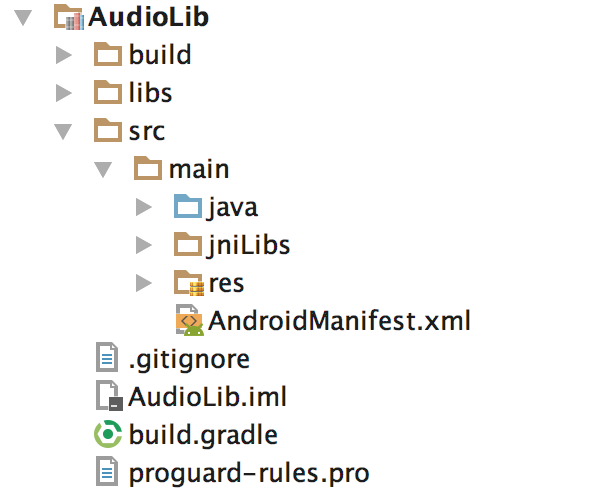 AudioLib
build
libs
src
main
java
jniLibs
res
AndroidManifest.xml
.gitignore
AudioLib.iml
build.gradle
proguard-rules.pro